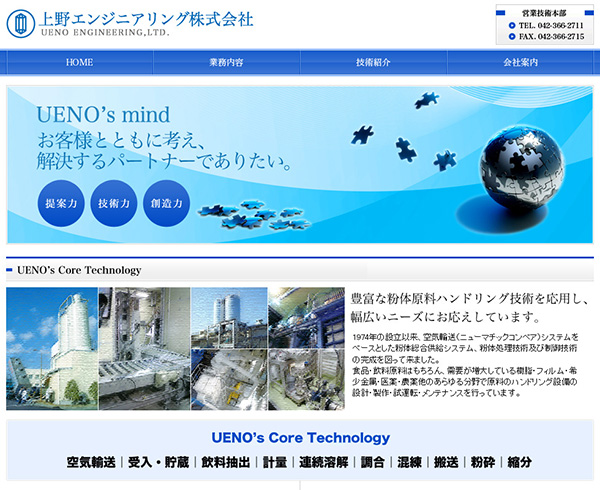 上野エンジニアリング株式会社
UENO ENGINEERING,LTD.
営業技術本部
TEL. 042-366-2711
FAX. 042-366-2715
HOME
業務内容
技術紹介
会社案内
UENO's mind
お客様とともに考え、
解決するパートナーでありたい。
提案力
技術力
創造力
UENO's Core Technology
豊富な粉体原料ハンドリング技術を応用し、
幅広いニーズにお応えしています。
1974年の設立以来、空気輸送(ニューマチックコンベア)システムを
ベースとした粉体総合供給システム、粉体処理技術及び制御技術
の完成を図って来ました。
食品・飲料原料はもちろん、需要が増大している樹脂・フィルム・希
少金属・医薬・農薬他のあらゆる分野で原料のハンドリング設備の
設計・製作・試運転・メンテナンスを行っています。
UENO's Core Technology
空気輸送|受入・貯蔵|飲料抽出|計量|連続溶解|調合|混練|搬送|粉砕|縮分